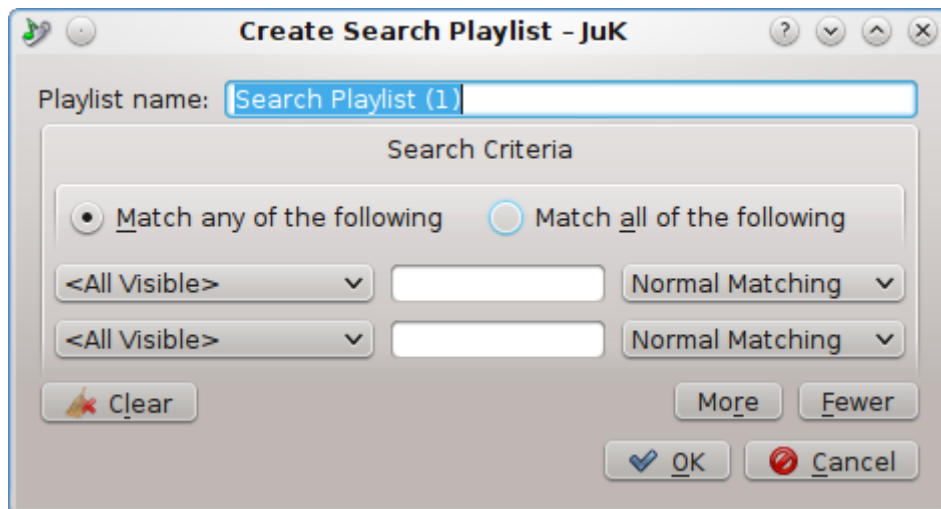 Create Search Playlist – JuK
Playlist name: Search Playlist (1)
Search Criteria
Match any of the following Match all of the following
<All Visible> Normal Matching
<All Visible> Normal Matching
Clear More Fewer
OK Cancel